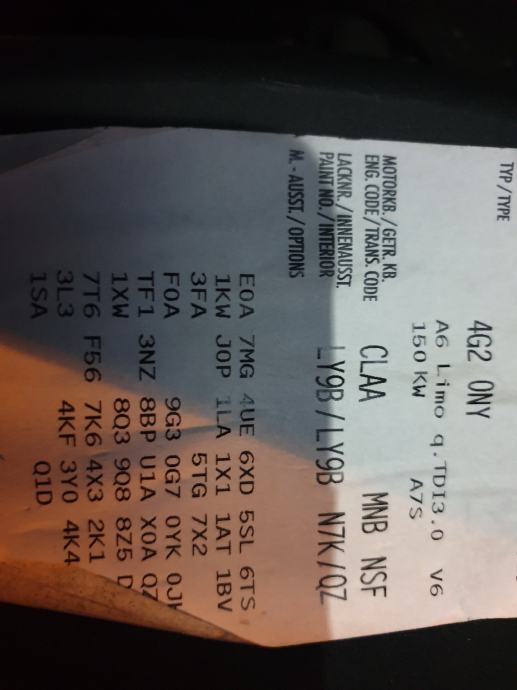 TYP / TYPE 4G2 0NY
A6 Limo q.TDI3.0 V6
150 KW A7S
MOTORKB. / GETR. KB.
ENG. CODE / TRANS. CODE CLAA MNB NSF
LACKNR. / INNENAUSST.
PAINT NO. / INTERIOR LY9B/LY9B N7K/QZ
M. - AUSST. / OPTIONS
E0A 7MG 4UE 6XD 5SL 6TS
1KW J0P 1LA 1X1 1AT 1BV
3FA 5TG 7X2
F0A 9G3 0G7 0YK
TF1 3NZ 8BP U1A X0A QZ
1XW 8Q3 9Q8 8Z5 D
7T6 F56 7K6 4X3 2K1
3L3 4KF 3Y0 4K4
1SA Q1D